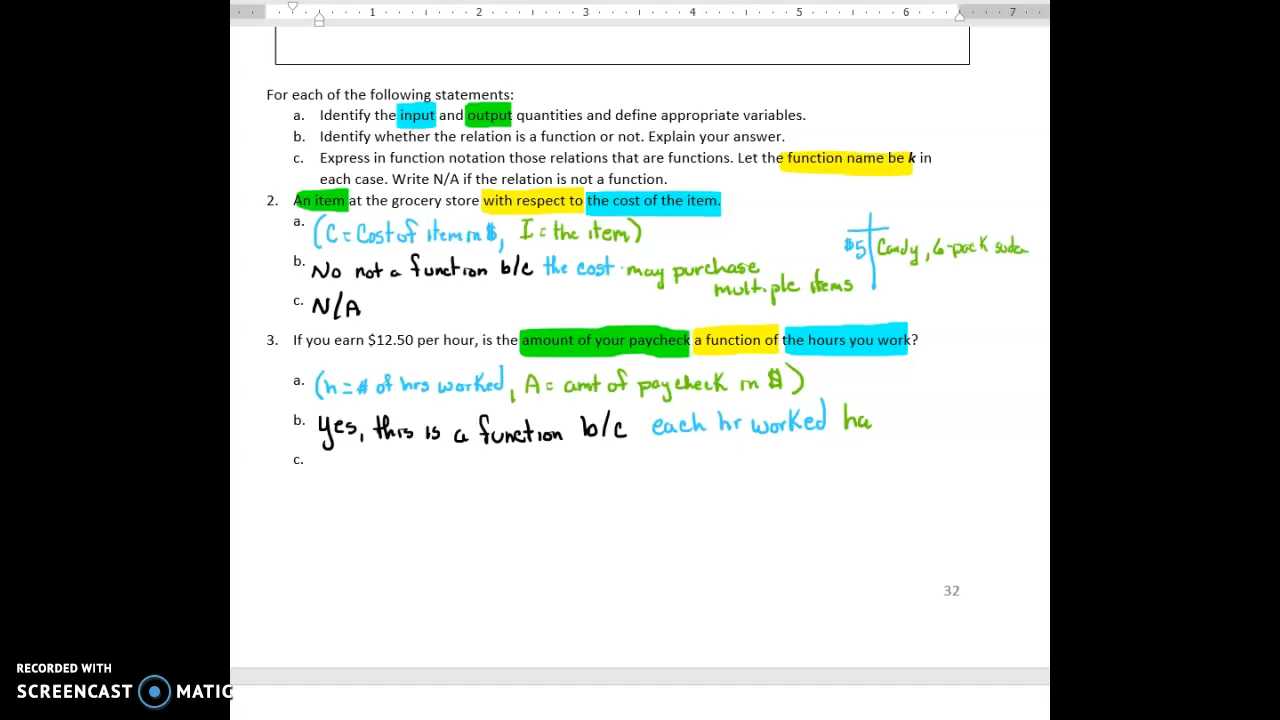 1 2 3 4 5 6 7
For each of the following statements:
a. Identify the input and output quantities and define appropriate variables.
b. Identify whether the relation is a function or not. Explain your answer.
c. Express in function notation those relations that are functions. Let the function name be k in
each case. Write N/A if the relation is not a function.
2. An item at the grocery store with respect to the cost of the item.
a. (C = Cost of item in $, I = the item)
$5 Candy, 6-pack
b. No not a function b/c the cost may purchase
multiple items
c. N/A
3. If you earn $12.50 per hour, is the amount of your paycheck a function of the hours you work?
a. (h = # of hrs worked, A = amt of paycheck in $)
b. Yes, this is a function b/c each hr worked ha
c.
32
RECORDED WITH
SCREENCAST MATIC